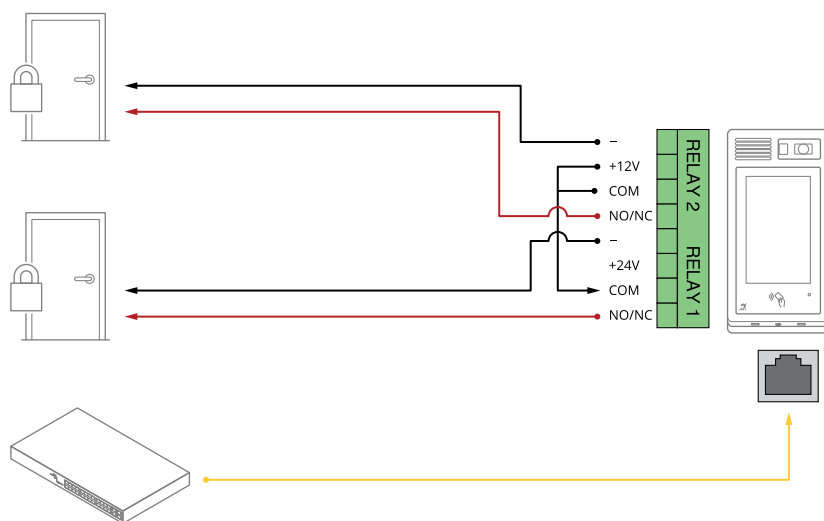 –
+12V
COM
NO/NC
–
+24V
COM
NO/NC
RELAY 2
RELAY 1